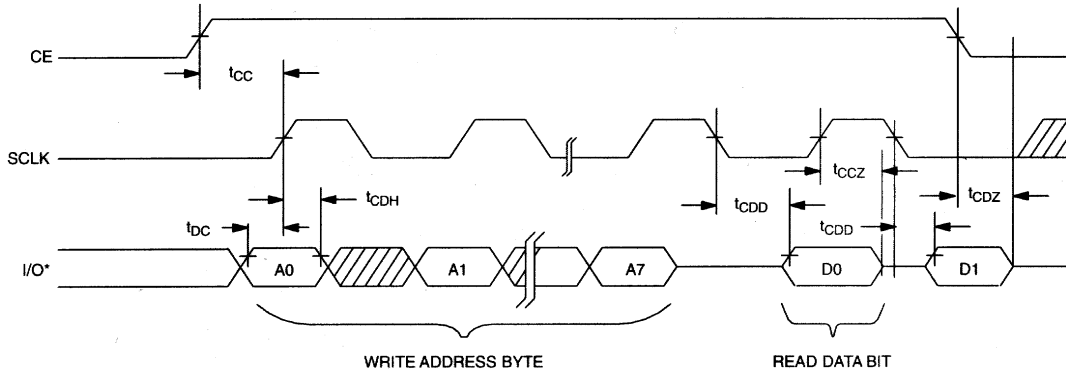 CE
tCC
SCLK
tCCZ
tCDH
tCDD
tCDZ
tDC
tCDD
I/O*
A0
A1
A7
D0
D1
WRITE ADDRESS BYTE
READ DATA BIT